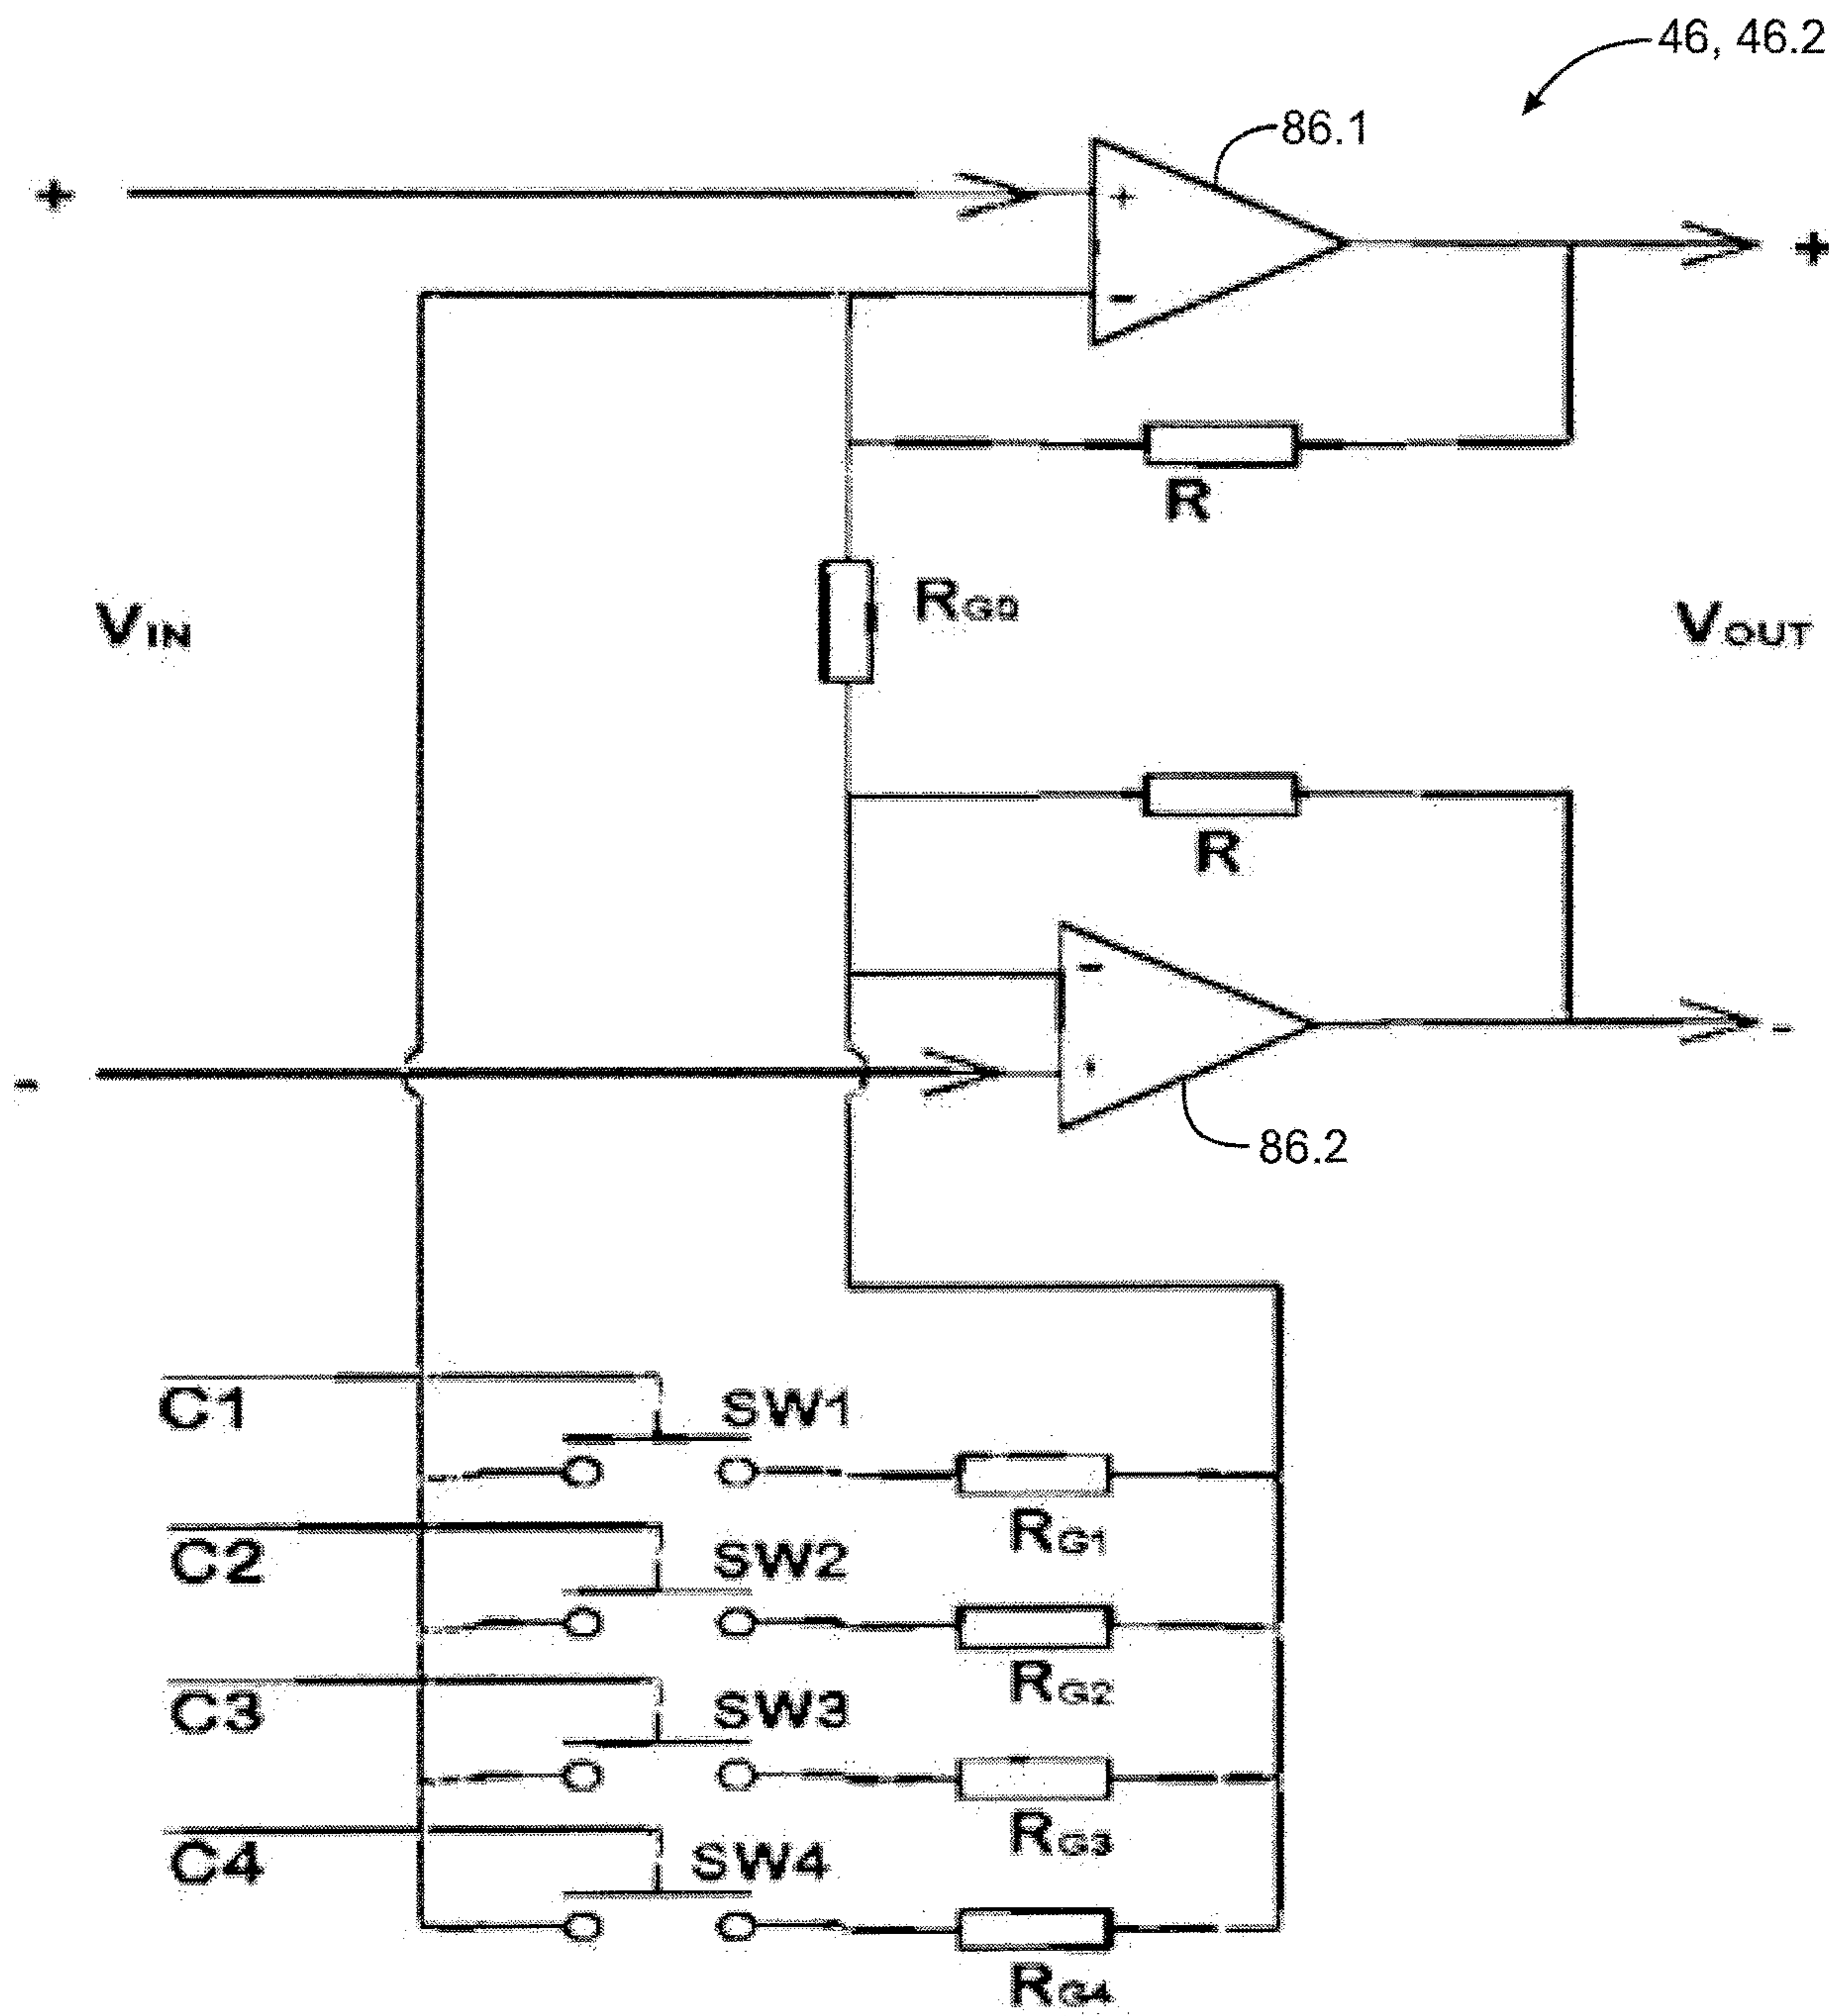 46, 46.2
86.1
+
+
-
+
R
RG0
VIN
VOUT
R
-
+
-
-
86.2
C1
SW1
RG1
C2
SW2
RG2
C3
SW3
RG3
C4
SW4
RG4